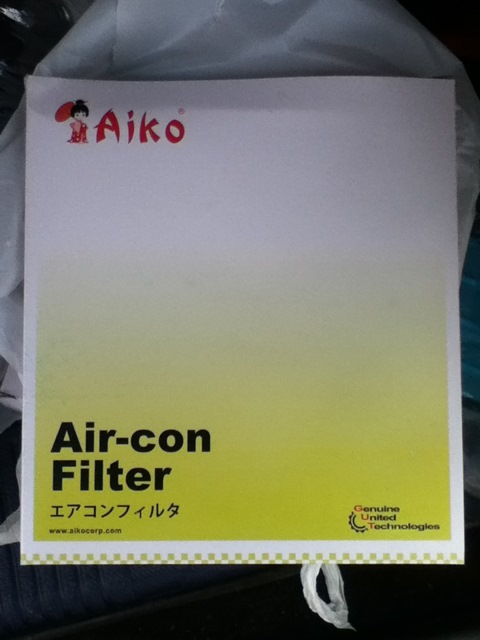 Aiko®
Air-con
Filter
エアコンフィルタ
www.aikocorp.com
Genuine
United
Technologies